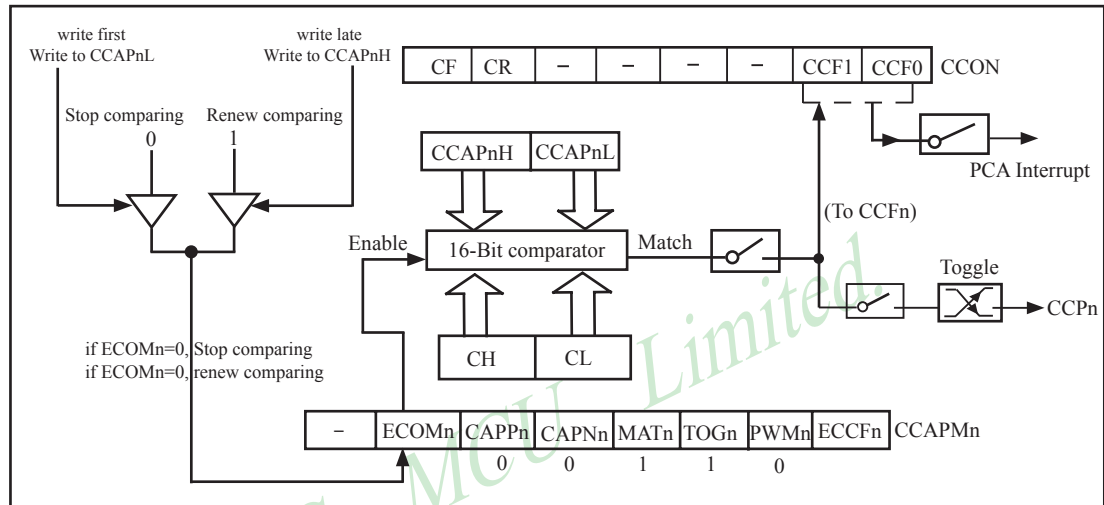 write first
Write to CCAPnL
write late
Write to CCAPnH
CF CR – – – – CCF1 CCF0 CCON
Stop comparing
0
Renew comparing
1
CCAPnH CCAPnL
PCA Interrupt
(To CCFn)
Enable
16-Bit comparator
Match
Toggle
CCPn
CH CL
if ECOMn=0, Stop comparing
if ECOMn=0, renew comparing
– ECOMn CAPPn CAPNn MATn TOGn PWMn ECCFn CCAPMn
0 0 1 1 0
MCU Limited.